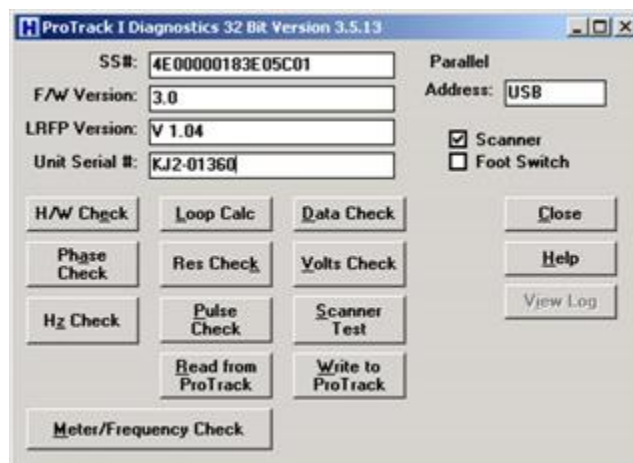 ProTrack I Diagnostics 32 Bit Version 3.5.13
SS#: 4E00000183E05C01
Parallel
F/W Version: 3.0
Address: USB
LRFP Version: V 1.04
Scanner
Unit Serial #: KJ2-01360
Foot Switch
H/W Check
Loop Calc
Data Check
Close
Phase
Check
Res Check
Volts Check
Help
Hz Check
Pulse
Check
Scanner
Test
View Log
Read from
ProTrack
Write to
ProTrack
Meter/Frequency Check